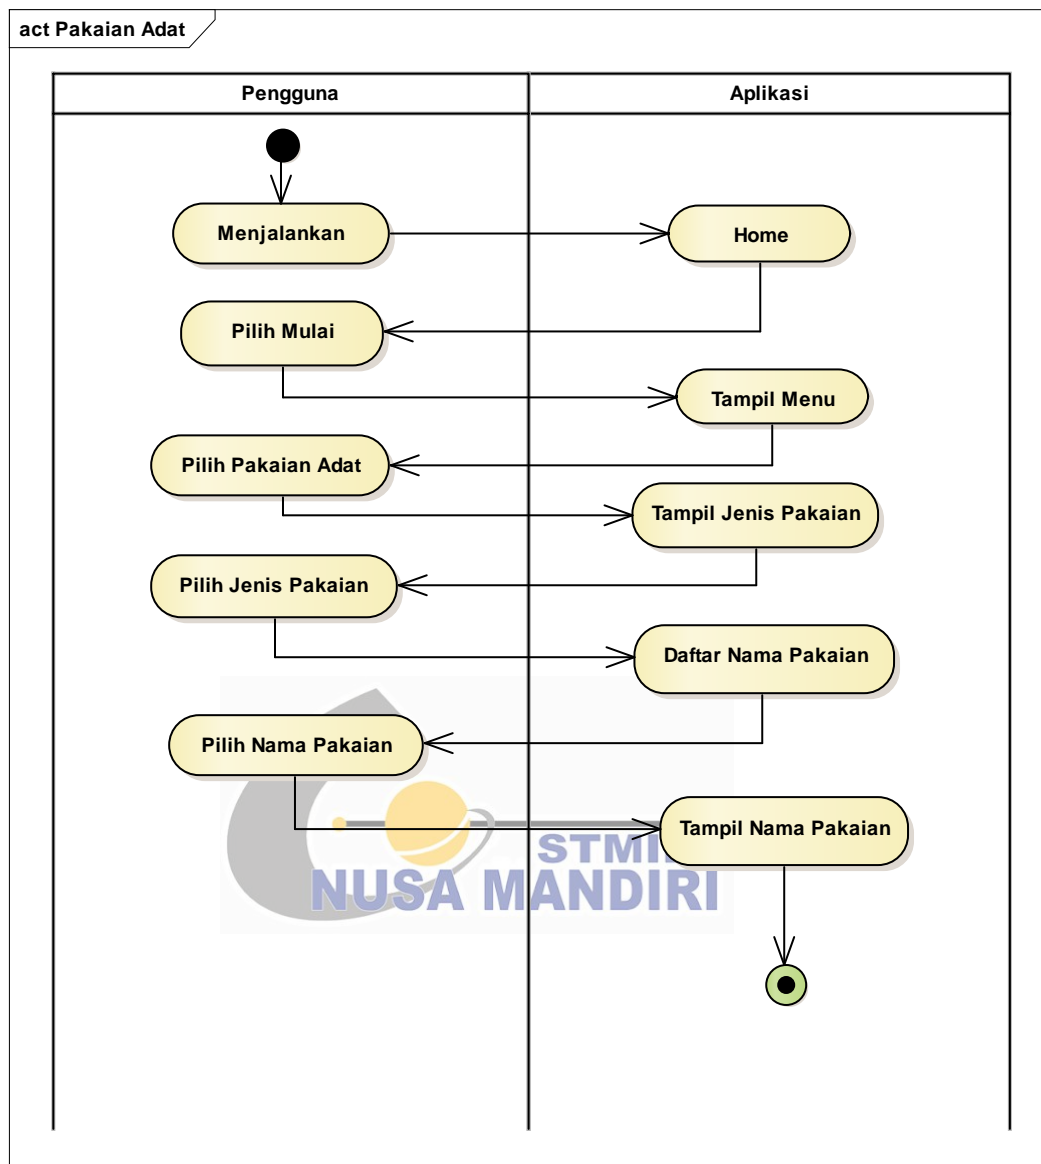 act Pakaian Adat
Pengguna
Aplikasi
Menjalankan
Home
Pilih Mulai
Tampil Menu
Pilih Pakaian Adat
Tampil Jenis Pakaian
Pilih Jenis Pakaian
Daftar Nama Pakaian
Pilih Nama Pakaian
Tampil Nama Pakaian
NUSA MANDIRI